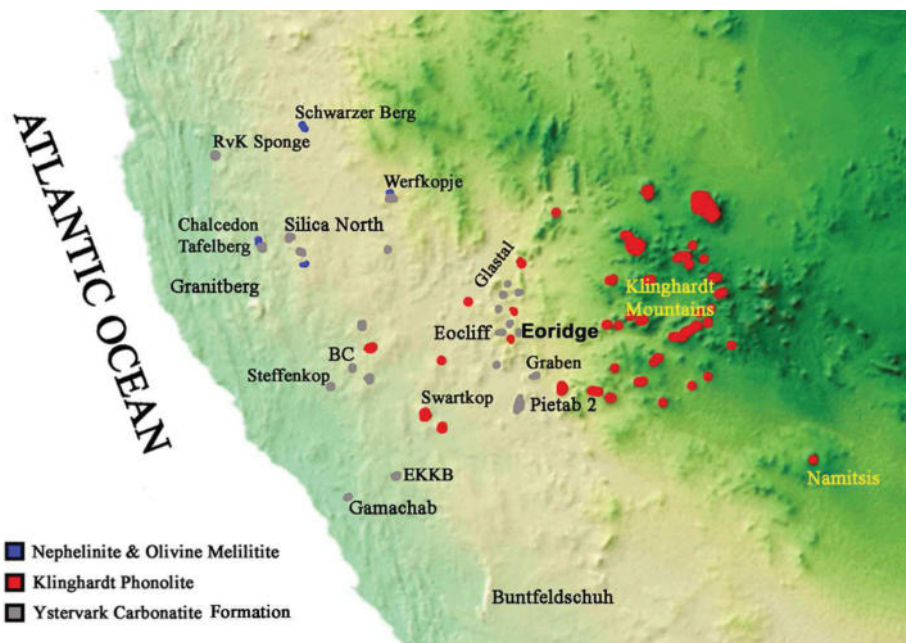 ATLANTIC OCEAN
Schwarzer Berg
RvK Sponge
Werfkopje
Chalcedon
Tafelberg
Silica North
Glastal
Granitberg
Klinghardt
Mountains
Eocliff
Eoridge
BC
Graben
Steffenkop
Swartkop
Pietab 2
EKKB
Namitsis
Gamachab
Nephelinite & Olivine Melilitite
Klinghardt Phonolite
Ystervark Carbonatite Formation
Buntfeldschuh